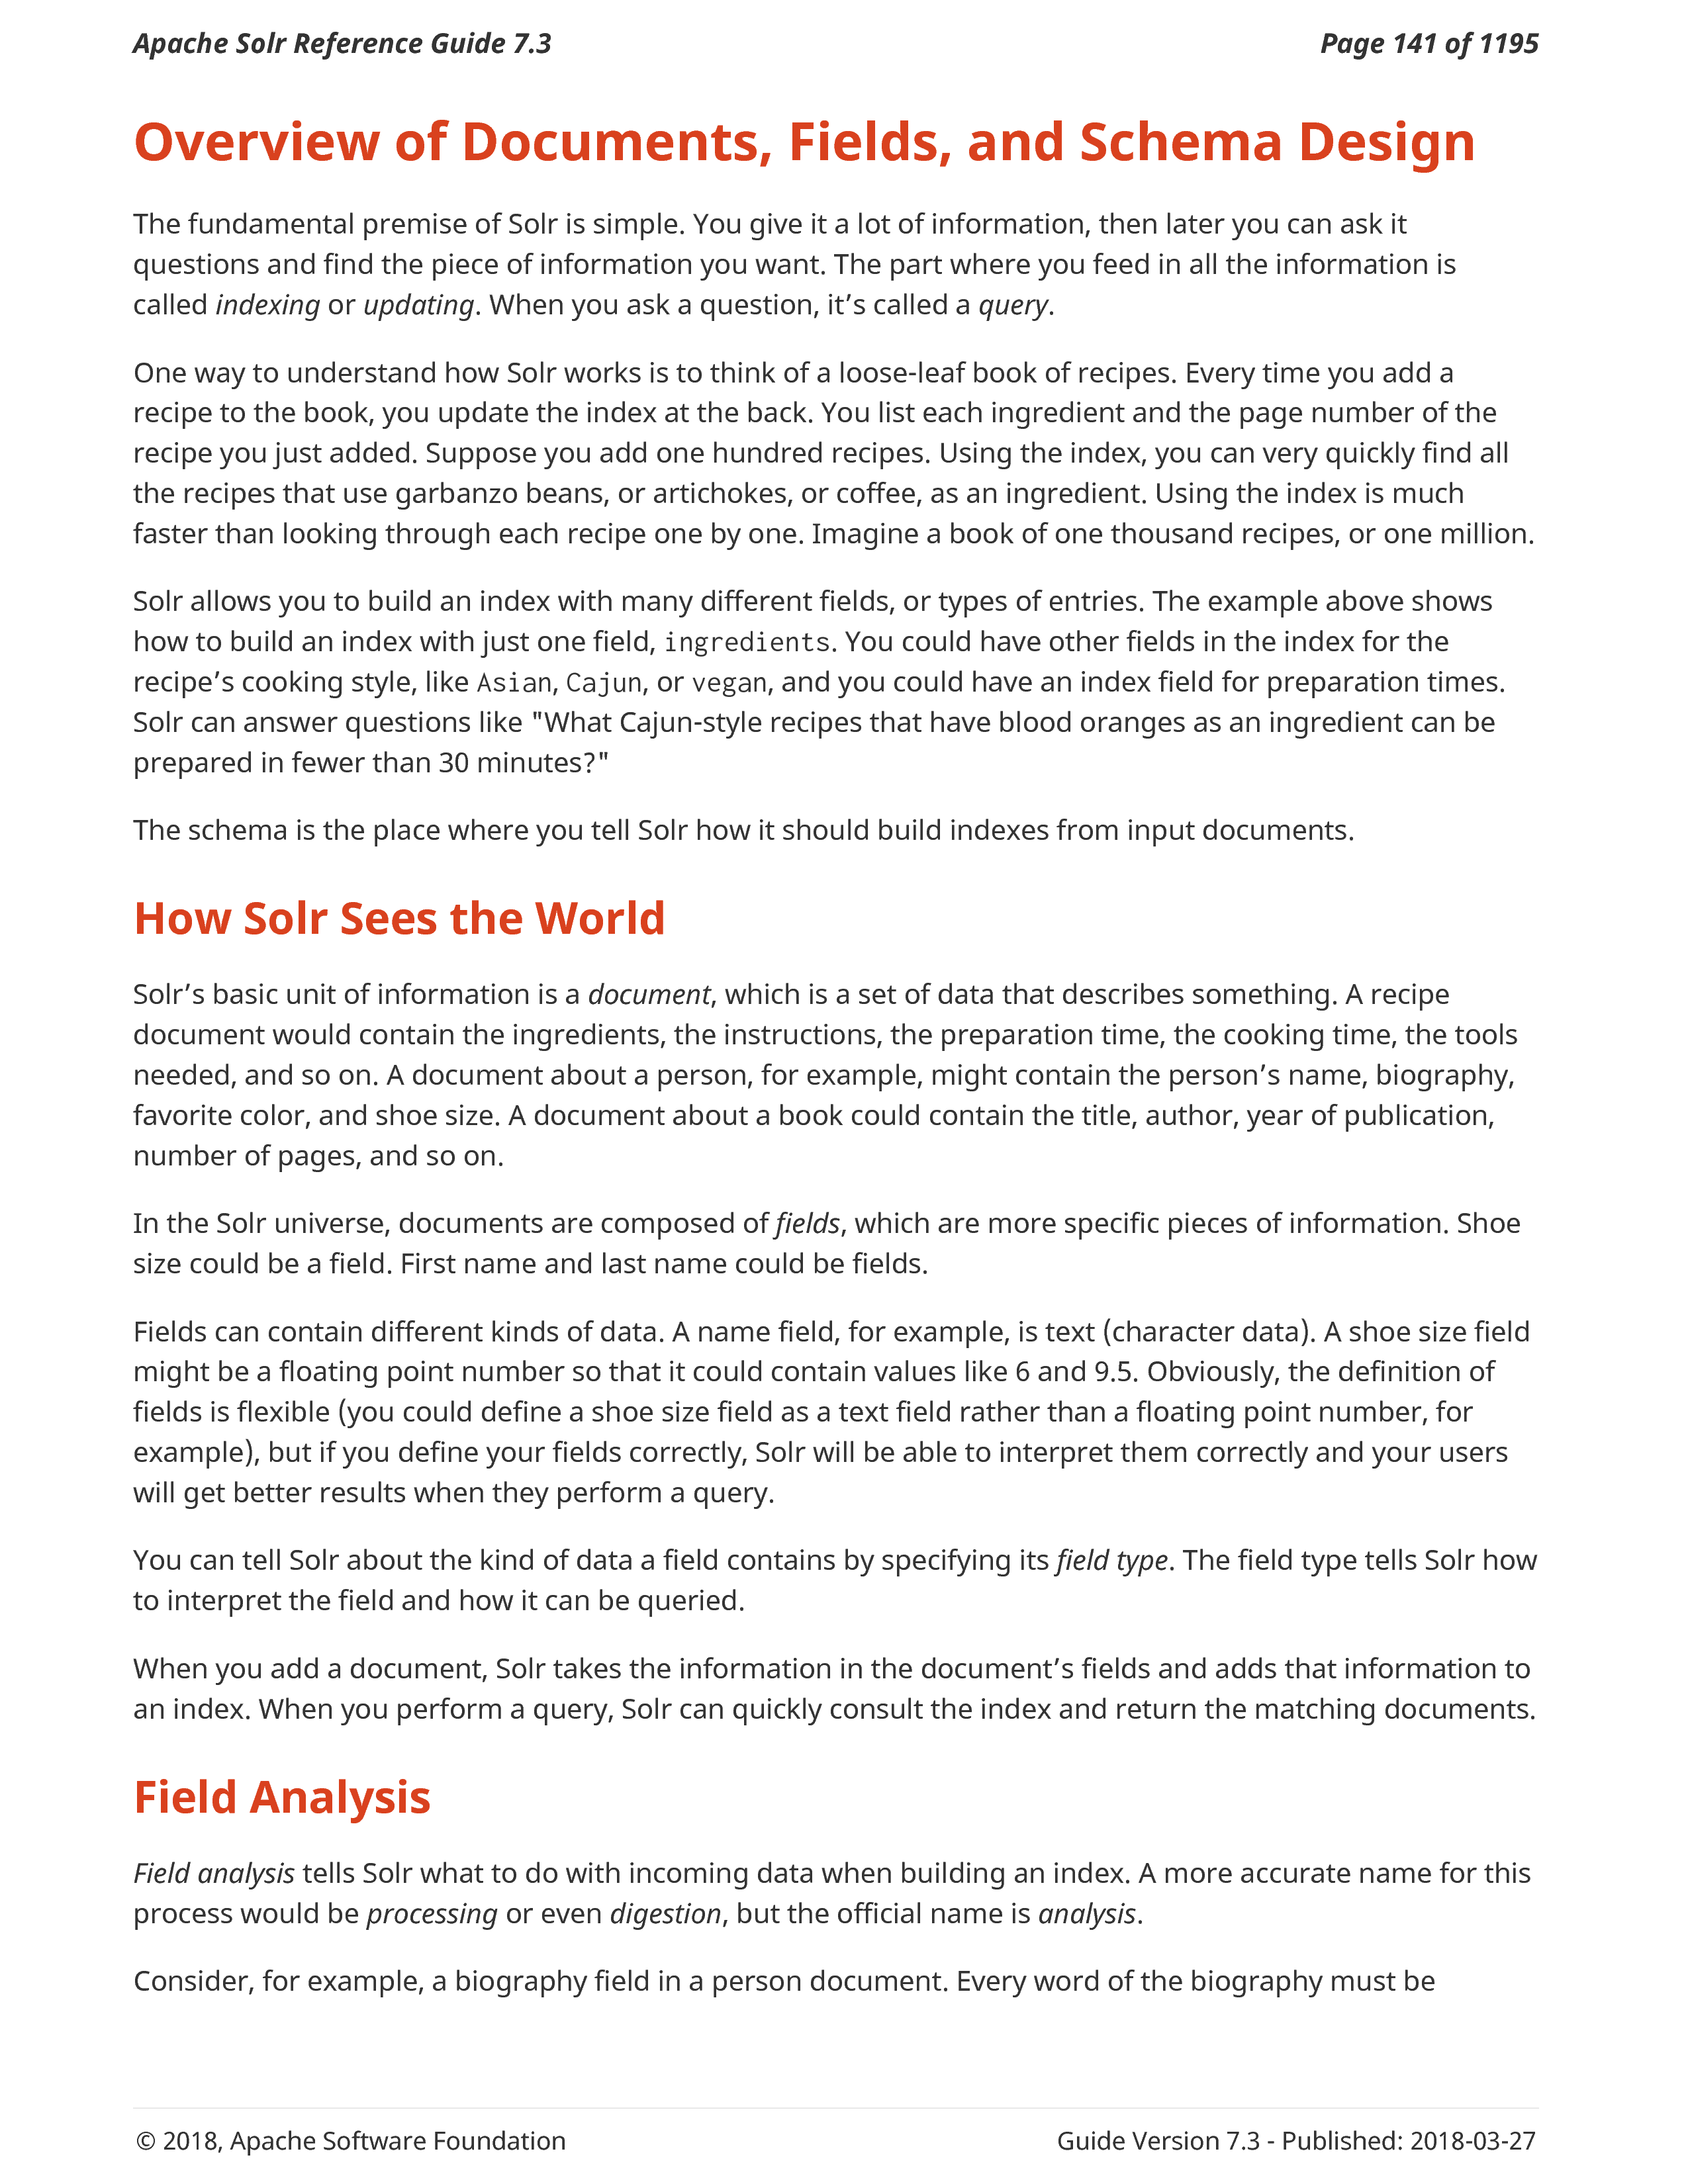 Apache Solr Reference Guide 7.3 Page 141 of 1195
Overview of Documents, Fields, and Schema Design
The fundamental premise of Solr is simple. You give it a lot of information, then later you can ask it
questions and find the piece of information you want. The part where you feed in all the information is
called indexing or updating. When you ask a question, it’s called a query.
One way to understand how Solr works is to think of a loose-leaf book of recipes. Every time you add a
recipe to the book, you update the index at the back. You list each ingredient and the page number of the
recipe you just added. Suppose you add one hundred recipes. Using the index, you can very quickly find all
the recipes that use garbanzo beans, or artichokes, or coffee, as an ingredient. Using the index is much
faster than looking through each recipe one by one. Imagine a book of one thousand recipes, or one million.
Solr allows you to build an index with many different fields, or types of entries. The example above shows
how to build an index with just one field, ingredients. You could have other fields in the index for the
recipe’s cooking style, like Asian, Cajun, or vegan, and you could have an index field for preparation times.
Solr can answer questions like "What Cajun-style recipes that have blood oranges as an ingredient can be
prepared in fewer than 30 minutes?"
The schema is the place where you tell Solr how it should build indexes from input documents.
How Solr Sees the World
Solr’s basic unit of information is a document, which is a set of data that describes something. A recipe
document would contain the ingredients, the instructions, the preparation time, the cooking time, the tools
needed, and so on. A document about a person, for example, might contain the person’s name, biography,
favorite color, and shoe size. A document about a book could contain the title, author, year of publication,
number of pages, and so on.
In the Solr universe, documents are composed of fields, which are more specific pieces of information. Shoe
size could be a field. First name and last name could be fields.
Fields can contain different kinds of data. A name field, for example, is text (character data). A shoe size field
might be a floating point number so that it could contain values like 6 and 9.5. Obviously, the definition of
fields is flexible (you could define a shoe size field as a text field rather than a floating point number, for
example), but if you define your fields correctly, Solr will be able to interpret them correctly and your users
will get better results when they perform a query.
You can tell Solr about the kind of data a field contains by specifying its field type. The field type tells Solr how
to interpret the field and how it can be queried.
When you add a document, Solr takes the information in the document’s fields and adds that information to
an index. When you perform a query, Solr can quickly consult the index and return the matching documents.
Field Analysis
Field analysis tells Solr what to do with incoming data when building an index. A more accurate name for this
process would be processing or even digestion, but the official name is analysis.
Consider, for example, a biography field in a person document. Every word of the biography must be
© 2018, Apache Software Foundation Guide Version 7.3 - Published: 2018-03-27